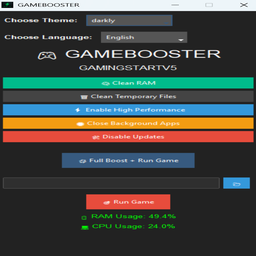 GAMEBOOSTER
Choose Theme: darkly
Choose Language: English
GAMEBOOSTER
GAMINGSTARTV5
Clean RAM
Clean Temporary Files
Enable High Performance
Close Background Apps
Disable Updates
Full Boost + Run Game
Run Game
RAM Usage: 49.4%
CPU Usage: 24.0%